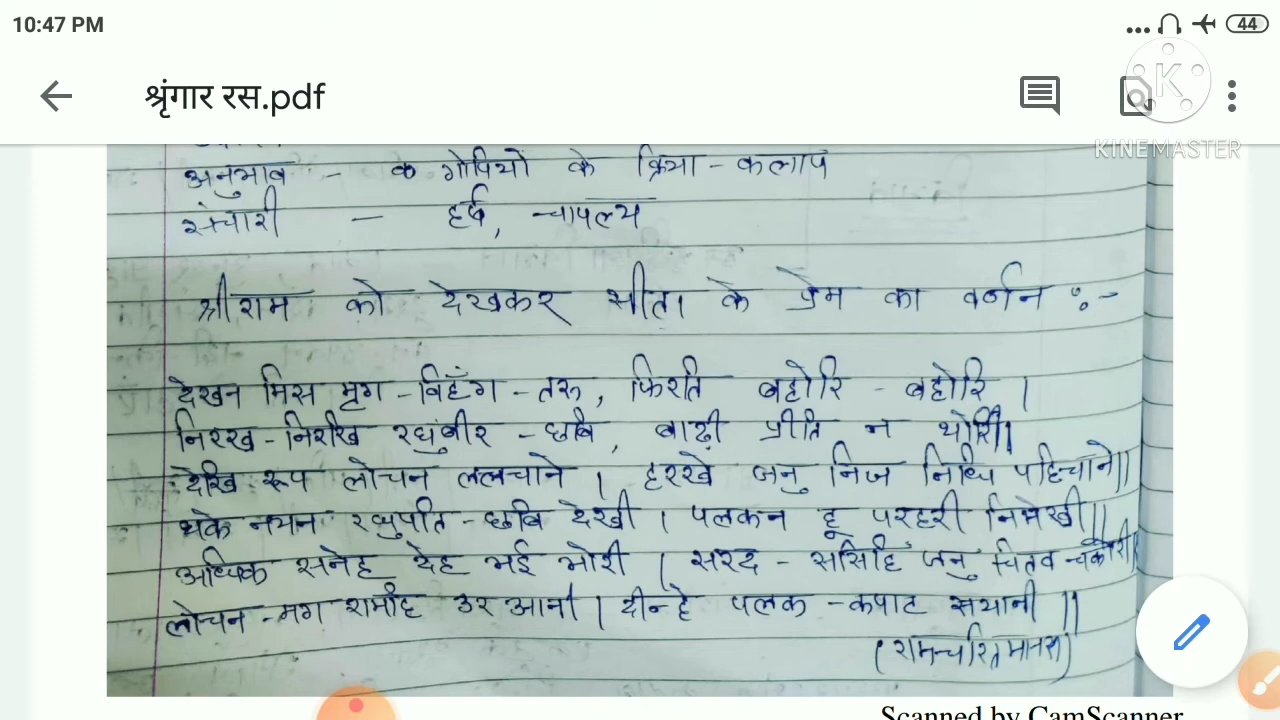 10:47 PM
44
श्रृंगार रस.pdf
K
KINEMASTER
अनुभाव - गोपियों के क्रिया - कलाप
संचारी - हर्ष, चापल्य
श्रीराम को देखकर सीता के प्रेम का वर्णन :-
देखन मिस मृग - विहँग - तरु, फिरति बहोरि - बहोरि ।
निरख - निरखि रघुबीर - छबि, बाढ़ी प्रीति न थोरी।
देखि रूप लोचन ललचाने । हरखे जनु निज निधि पहिचाने॥
थके नयन रघुपति - छबि देखी । पलकन हू परहरी निमेखी॥
अधिक सनेह देह भई भोरी । सरद - ससिहि जनु चितव चकोरी॥
लोचन - मग रामहि उर आनी । दीन्हे पलक - कपाट सयानी ॥
(रामचरितमानस)
Scanned by CamScanner